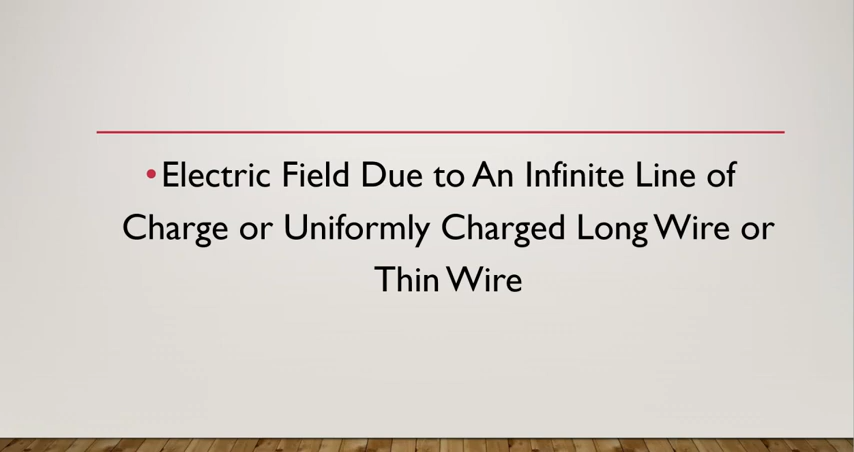 •Electric Field Due to An Infinite Line of
Charge or Uniformly Charged Long Wire or
Thin Wire